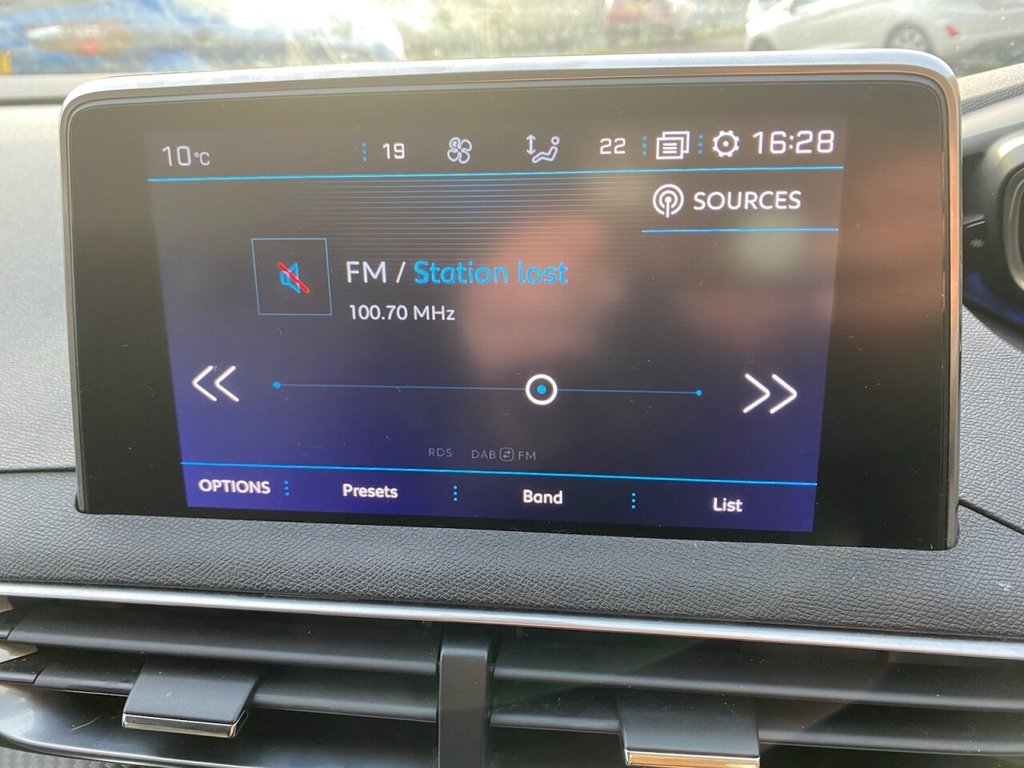 10°C 19 22 16:28
SOURCES
FM / Station lost
100.70 MHz
RDS DAB FM
OPTIONS Presets Band List